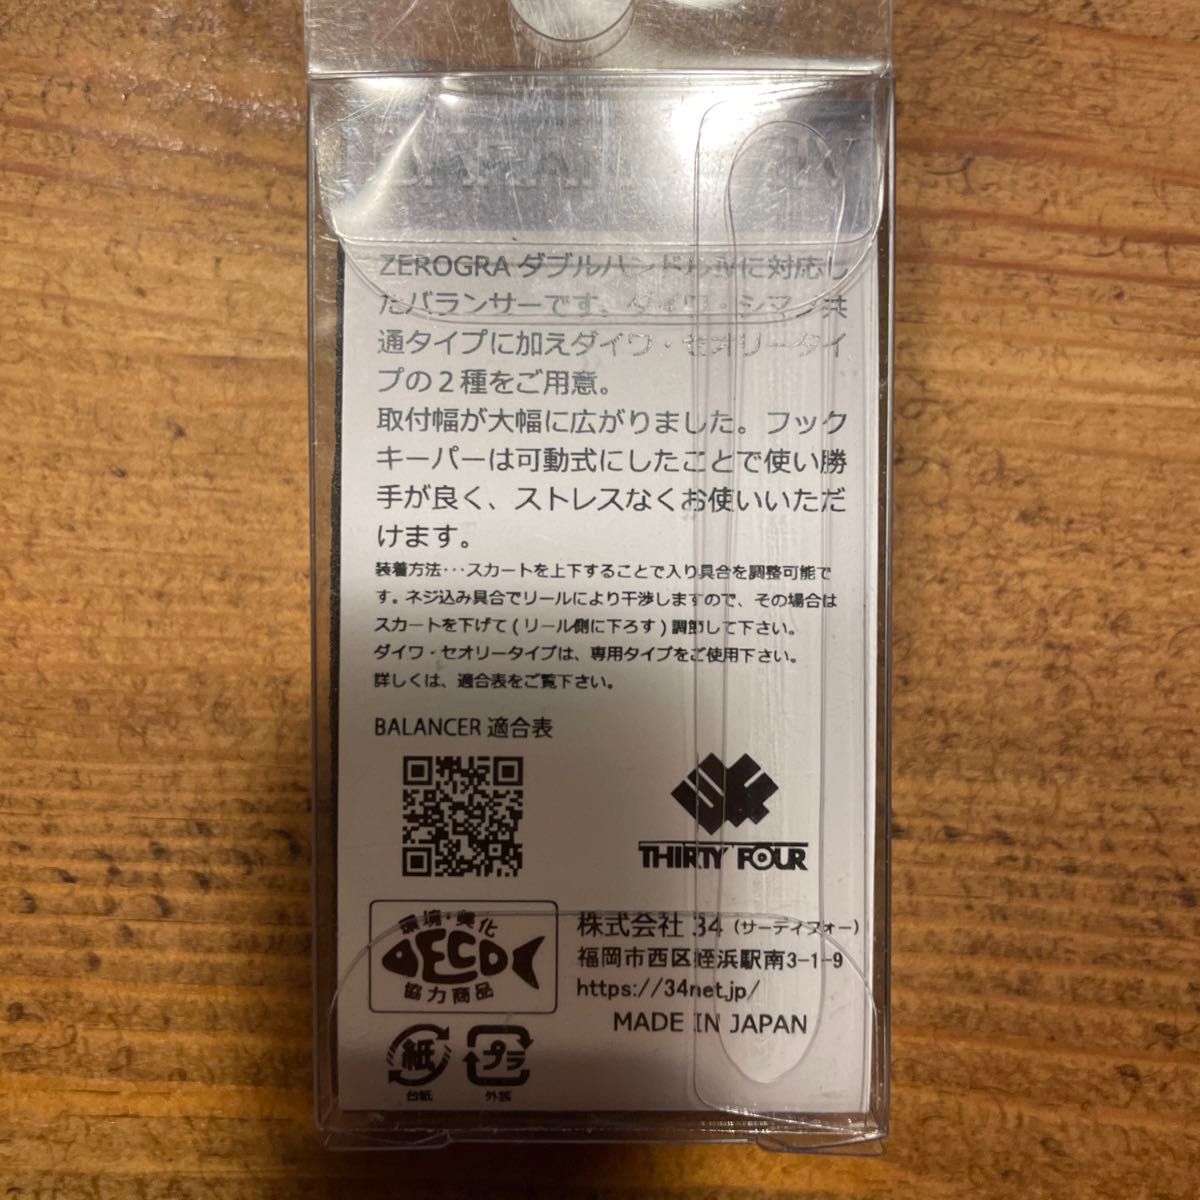 ZEROGRA ダブルハンドルⅣに対応し
たバランサーです。ダイワ・シマノ共
通タイプに加えダイワ・セオリータイ
プの2種をご用意。
取付幅が大幅に広がりました。フック
キーパーは可動式にしたことで使い勝
手が良く、ストレスなくお使いいただ
けます。
装着方法･･･スカートを上下することで入り具合を調整可能で
す。ネジ込み具合でリールにより干渉しますので、その場合は
スカートを下げて(リール側に下ろす)調節して下さい。
ダイワ・セオリータイプは、専用タイプをご使用下さい。
詳しくは、適合表をご覧下さい。
BALANCER 適合表
THIRTY FOUR
環境・美化
ECO
協力商品
株式会社 34 (サーティフォー)
福岡市西区姪浜駅南3-1-9
https://34net.jp/
MADE IN JAPAN
紙
台紙
プラ
外装